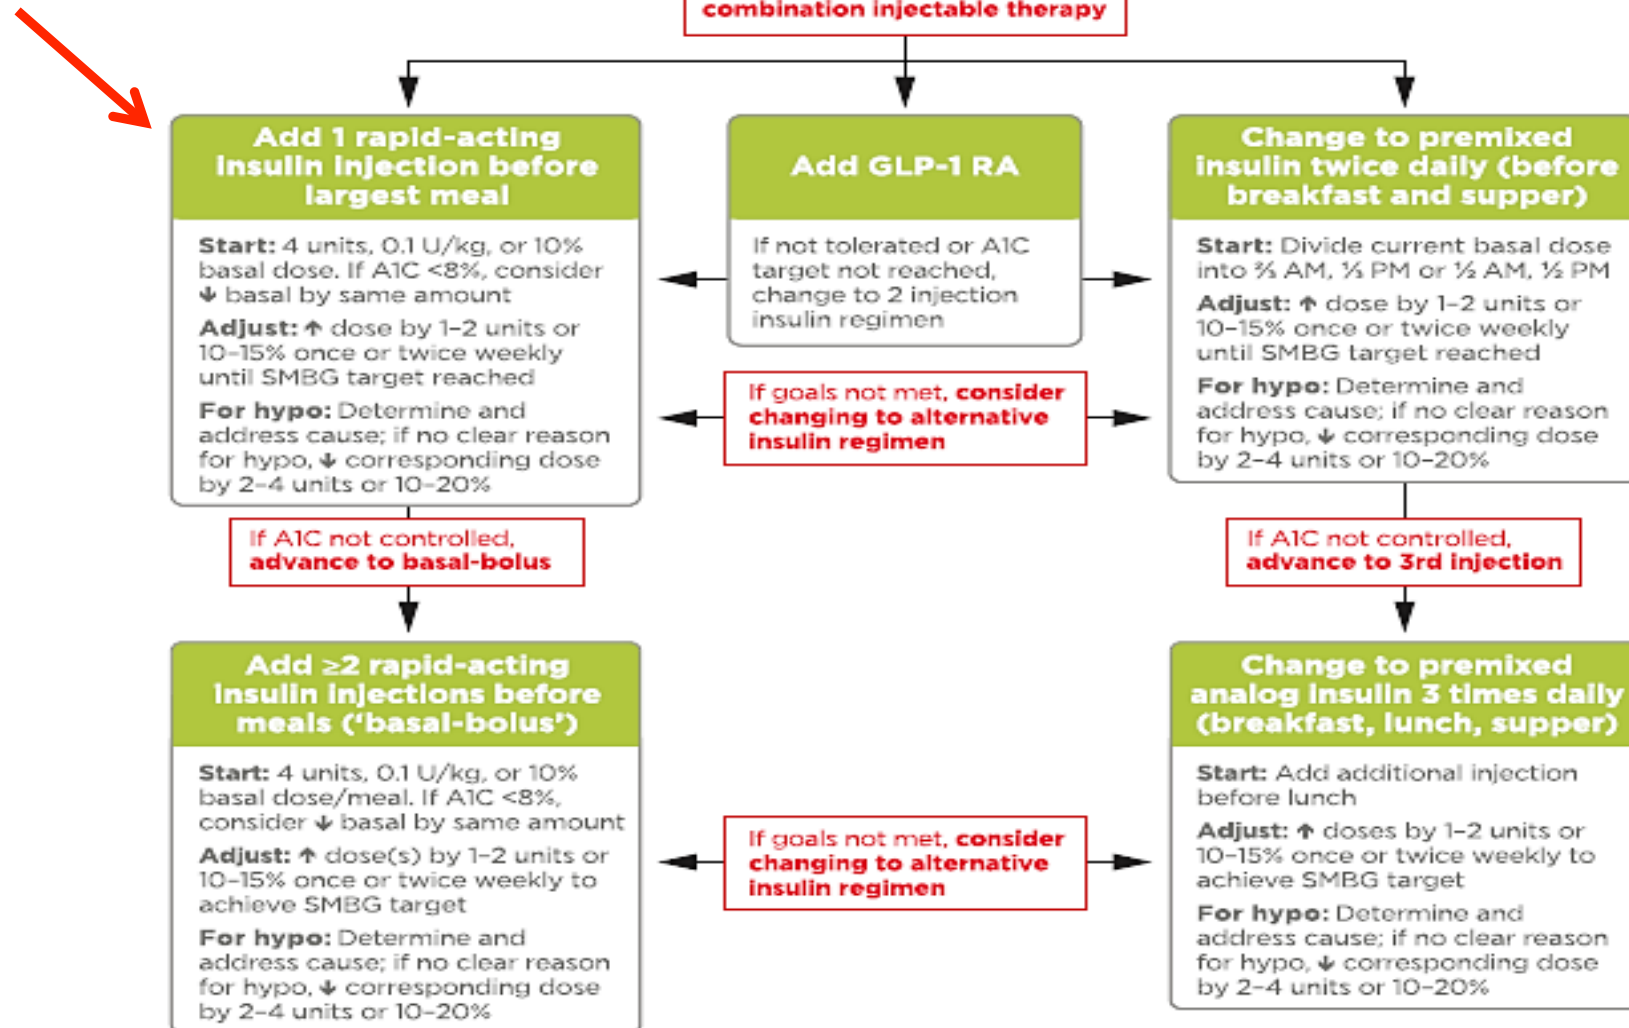 combination injectable therapy
Add 1 rapid-acting
insulin injection before
largest meal
Start: 4 units, 0.1 U/kg, or 10%
basal dose. If A1C <8%, consider
↓ basal by same amount
Adjust: ↑ dose by 1–2 units or
10–15% once or twice weekly
until SMBG target reached
For hypo: Determine and
address cause; if no clear reason
for hypo, ↓ corresponding dose
by 2–4 units or 10–20%
Add GLP-1 RA
If not tolerated or A1C
target not reached,
change to 2 injection
insulin regimen
Change to premixed
insulin twice daily (before
breakfast and supper)
Start: Divide current basal dose
into ⅔ AM, ⅓ PM or ½ AM, ½ PM
Adjust: ↑ dose by 1–2 units or
10–15% once or twice weekly
until SMBG target reached
For hypo: Determine and
address cause; if no clear reason
for hypo, ↓ corresponding dose
by 2–4 units or 10–20%
If goals not met, consider
changing to alternative
insulin regimen
If A1C not controlled,
advance to basal-bolus
If A1C not controlled,
advance to 3rd injection
Add ≥2 rapid-acting
insulin injections before
meals (‘basal-bolus’)
Start: 4 units, 0.1 U/kg, or 10%
basal dose/meal. If A1C <8%,
consider ↓ basal by same amount
Adjust: ↑ dose(s) by 1–2 units or
10–15% once or twice weekly to
achieve SMBG target
For hypo: Determine and
address cause; if no clear reason
for hypo, ↓ corresponding dose
by 2–4 units or 10–20%
If goals not met, consider
changing to alternative
insulin regimen
Change to premixed
analog insulin 3 times daily
(breakfast, lunch, supper)
Start: Add additional injection
before lunch
Adjust: ↑ doses by 1–2 units or
10–15% once or twice weekly to
achieve SMBG target
For hypo: Determine and
address cause; if no clear reason
for hypo, ↓ corresponding dose
by 2–4 units or 10–20%